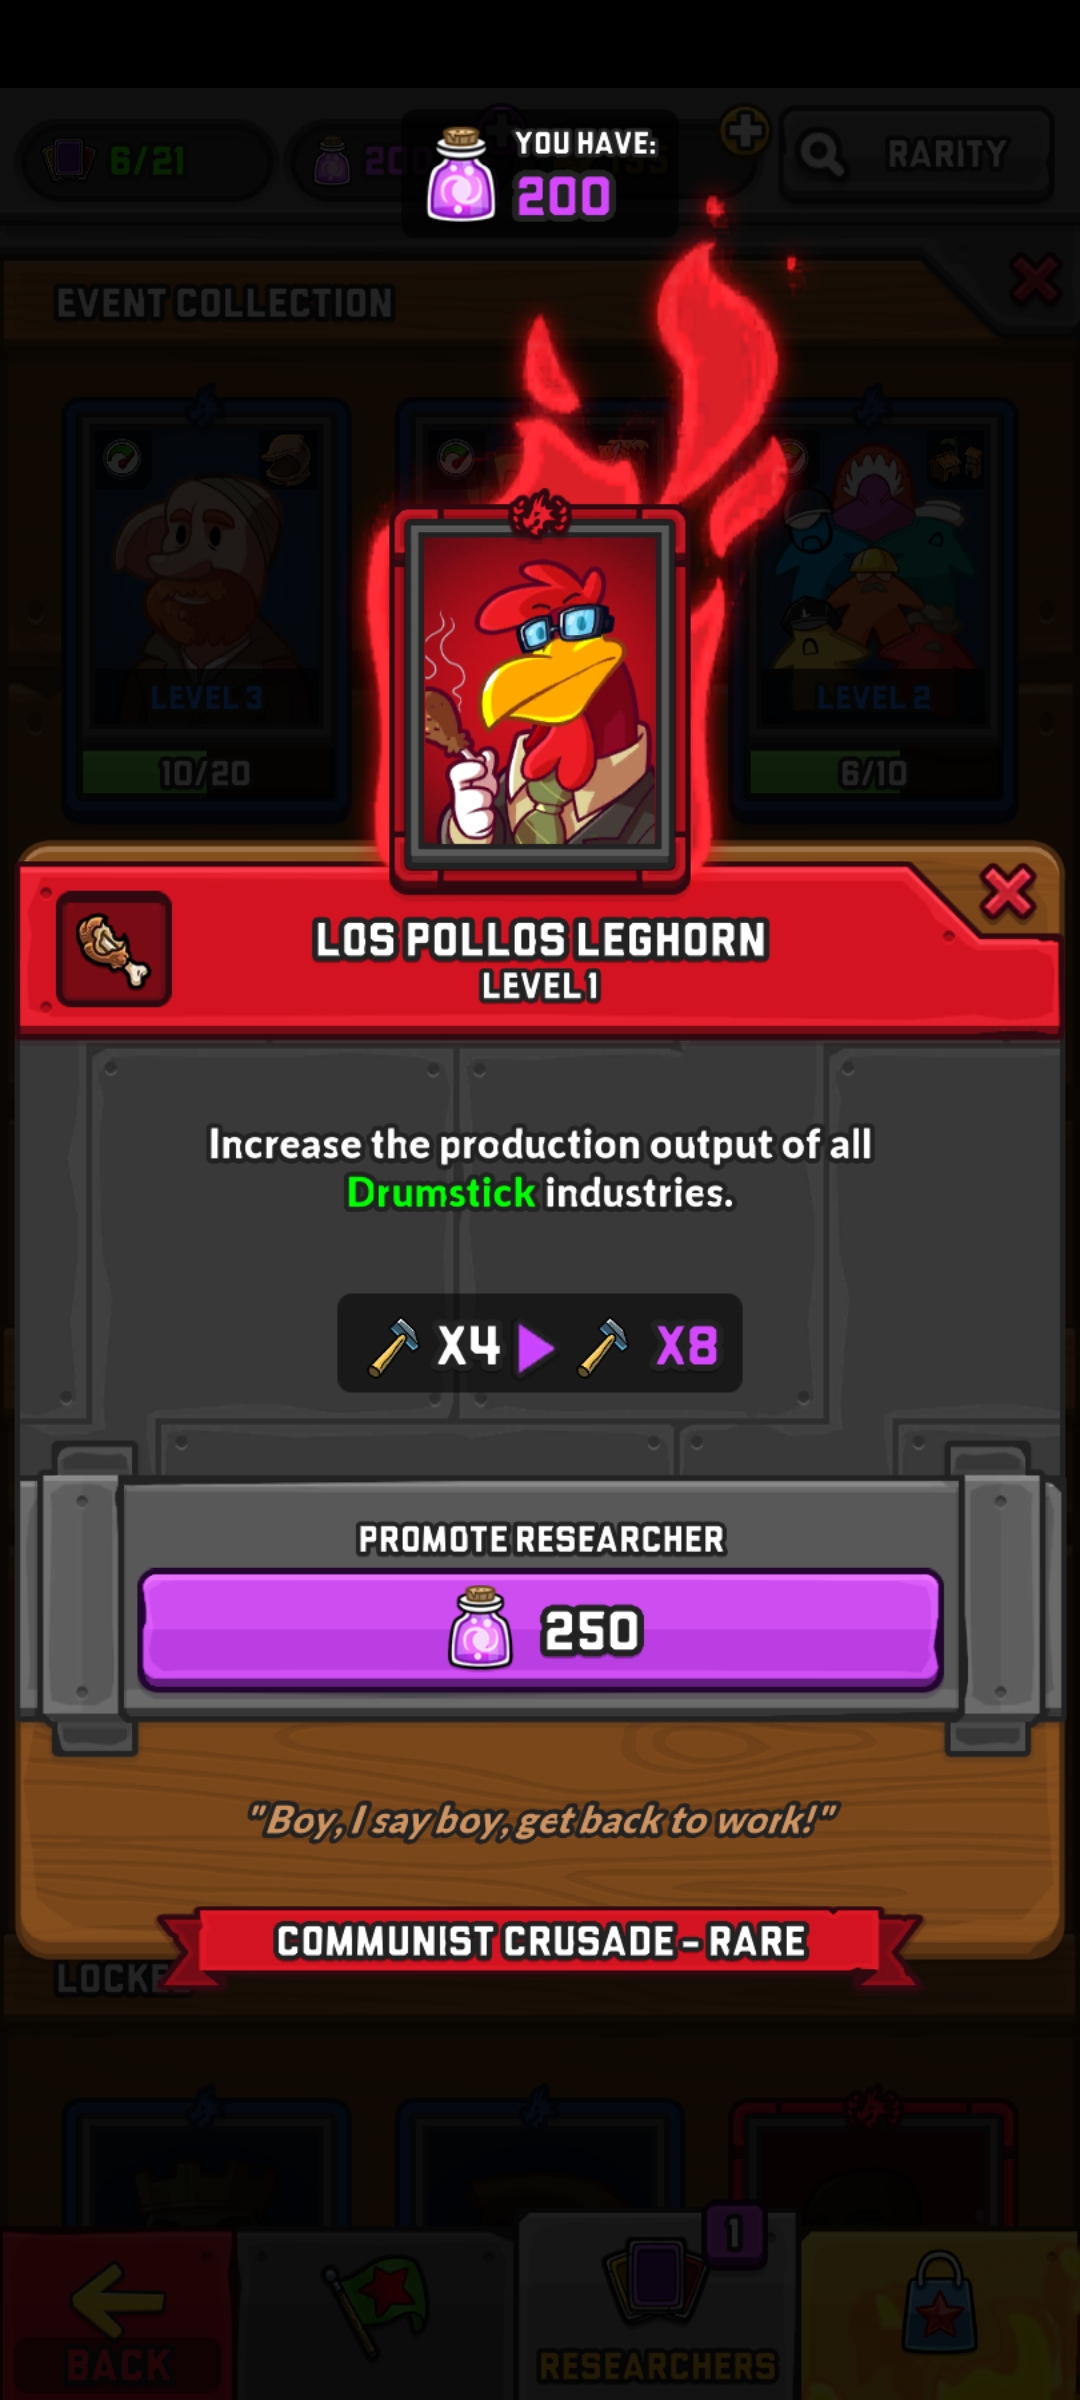 6/21
YOU HAVE:
200
RARITY
EVENT COLLECTION
LEVEL 3
10/20
LEVEL 2
6/10
LOS POLLOS LEGHORN
LEVEL 1
Increase the production output of all
Drumstick industries.
X4 X8
PROMOTE RESEARCHER
250
"Boy, I say boy, get back to work!"
COMMUNIST CRUSADE - RARE
1
BACK
RESEARCHERS